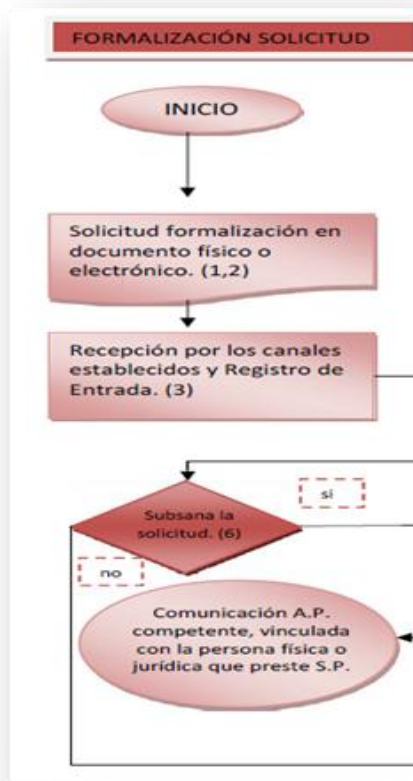 FORMALIZACIÓN SOLICITUD
INICIO
Solicitud formalización en
documento físico o
electrónico. (1,2)
Recepción por los canales
establecidos y Registro de
Entrada. (3)
si
Subsana la
solicitud. (6)
no
Comunicación A.P.
competente, vinculada
con la persona física o
jurídica que preste S.P.